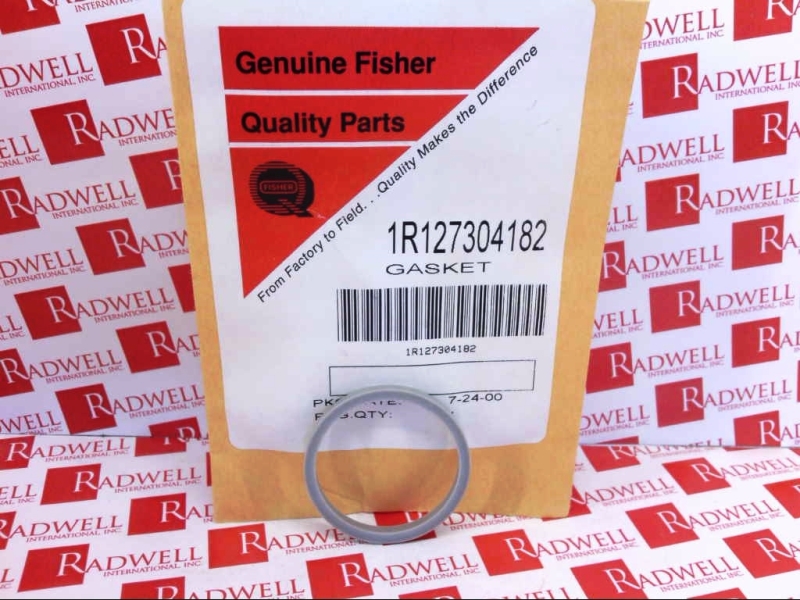 Genuine Fisher
Quality Parts
FISHER
From Factory to Field. . .Quality Makes the Difference
1R127304182
GASKET
1R127304182
7-24-00
QTY:
RADWELL
INTERNATIONAL, INC.